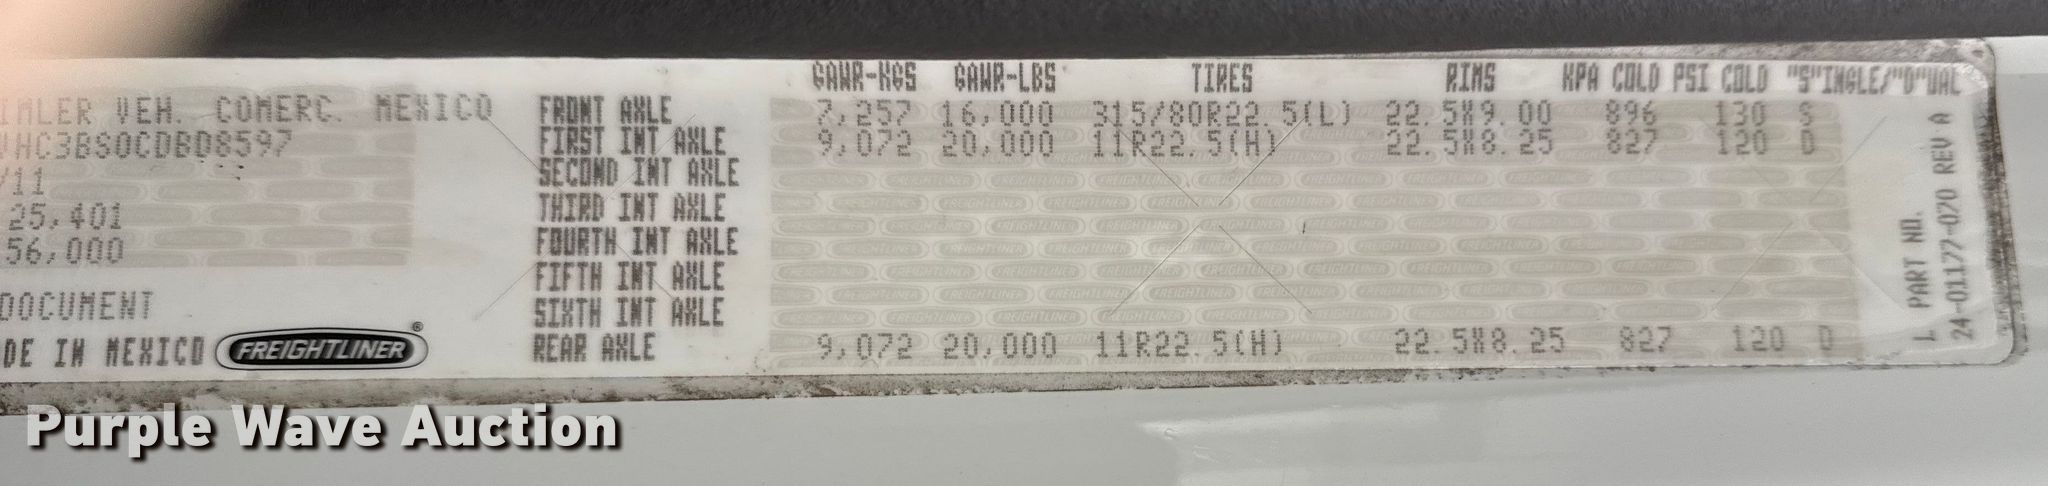 GAWR-KGS GAWR-LBS TIRES RIMS KPA COLD PSI COLD "S"INGLE/"D"UAL
IMLER VEH. COMERC. MEXICO
VHC3BS0CDBD8597
/11
25,401
56,000
DOCUMENT
DE IN MEXICO FREIGHTLINER®
FRONT AXLE 7,257 16,000 315/80R22.5(L) 22.5X9.00 896 130 S
FIRST INT AXLE 9,072 20,000 11R22.5(H) 22.5X8.25 827 120 D
SECOND INT AXLE
THIRD INT AXLE
FOURTH INT AXLE
FIFTH INT AXLE
SIXTH INT AXLE
REAR AXLE 9,072 20,000 11R22.5(H) 22.5X8.25 827 120 D
PART NO.
24-01177-020 REV A
Purple Wave Auction